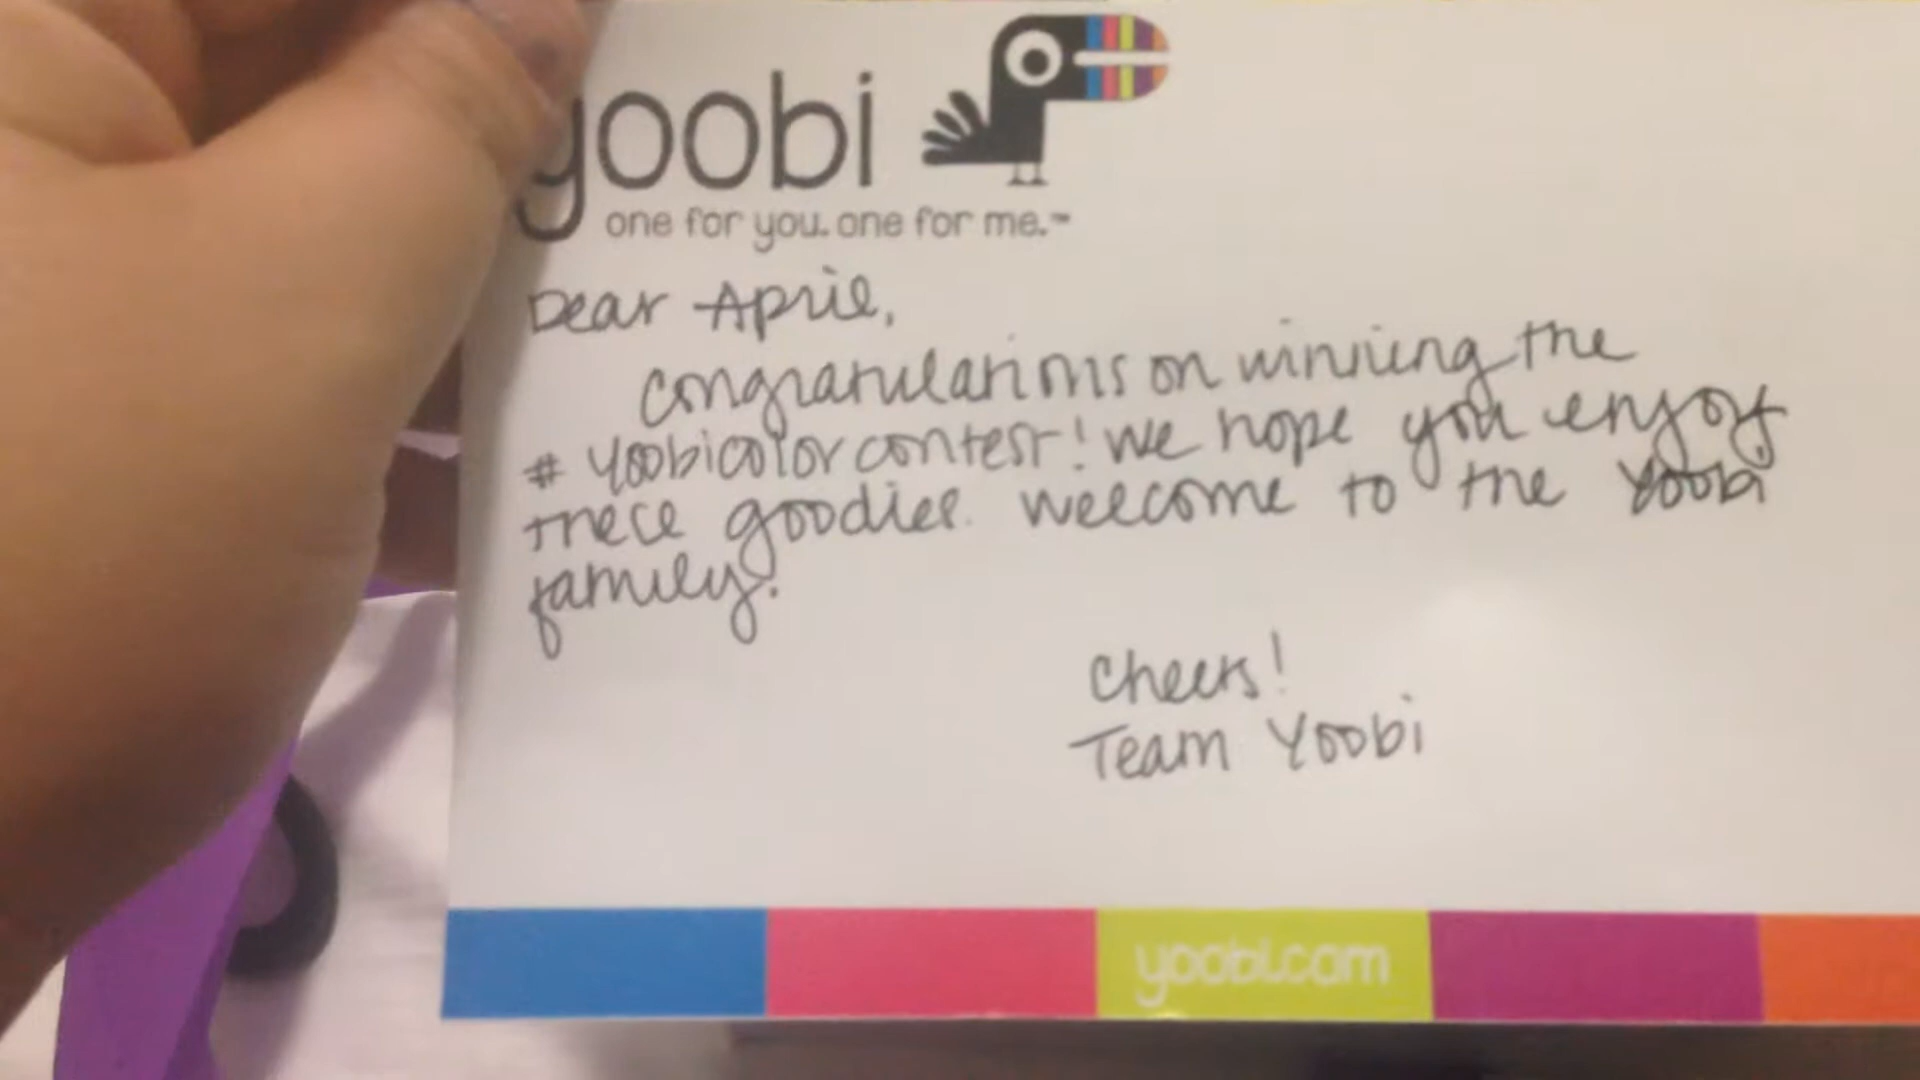 yoobi
one for you. one for me.™
Dear April,
Congratulations on winning the
# Yoobicolorcontest! We hope you enjoy
these goodies. Welcome to the Yoobi
family!
Cheers!
Team Yoobi
yoobi.com